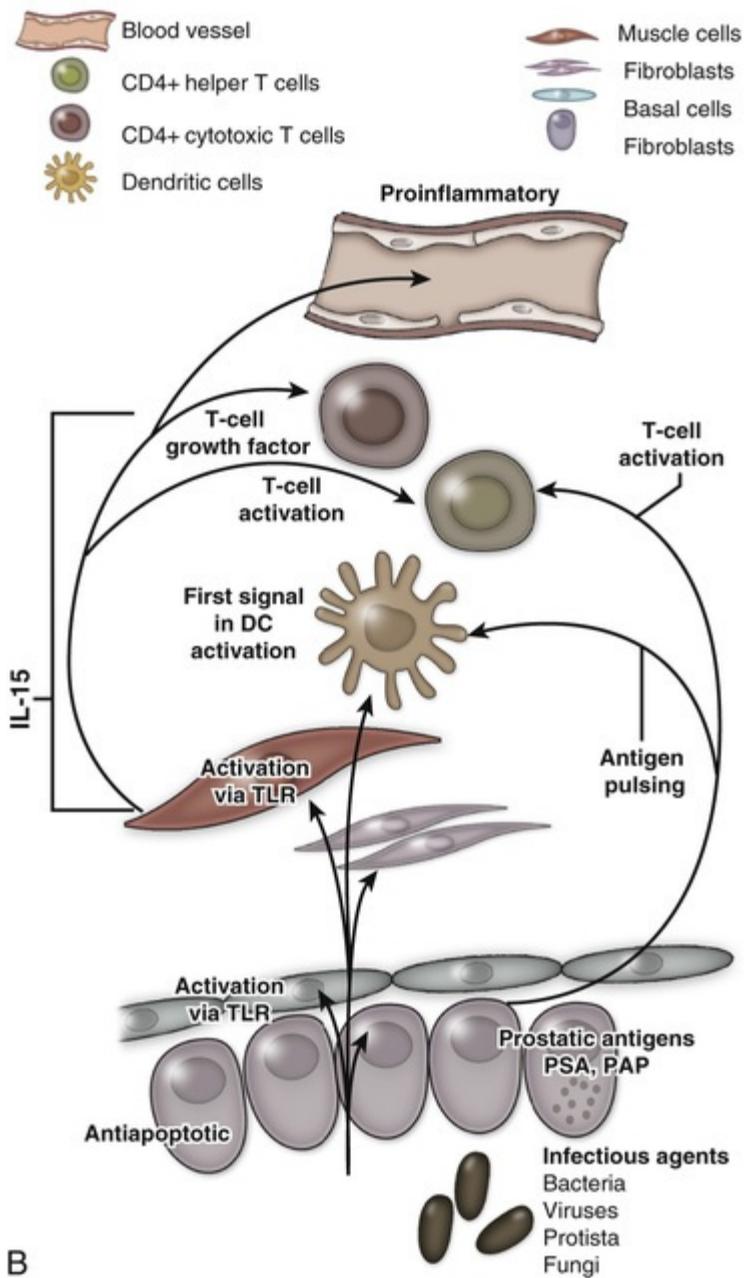 Blood vessel
CD4+ helper T cells
CD4+ cytotoxic T cells
Dendritic cells
Muscle cells
Fibroblasts
Basal cells
Fibroblasts
Proinflammatory
T-cell
growth factor
T-cell
activation
T-cell
activation
First signal
in DC
activation
IL-15
Activation
via TLR
Antigen
pulsing
Activation
via TLR
Prostatic antigens
PSA, PAP
Antiapoptotic
Infectious agents
Bacteria
Viruses
Protista
Fungi
B